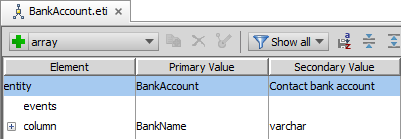 BankAccount.eti
array
Show all
Element Primary Value Secondary Value
entity BankAccount Contact bank account
events
column BankName varchar